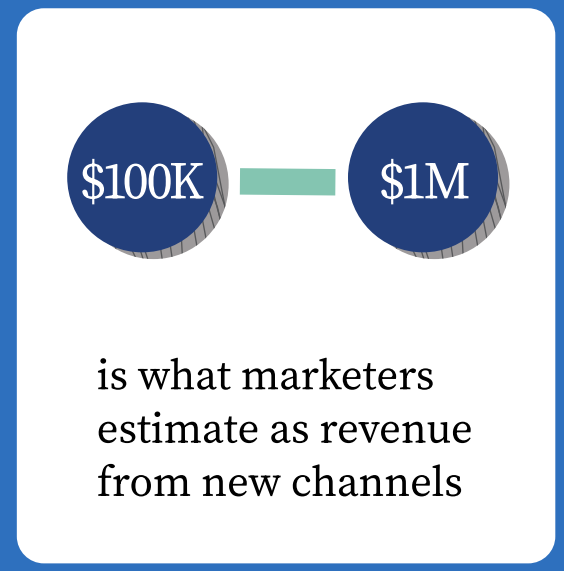 $100K $1M
is what marketers
estimate as revenue
from new channels